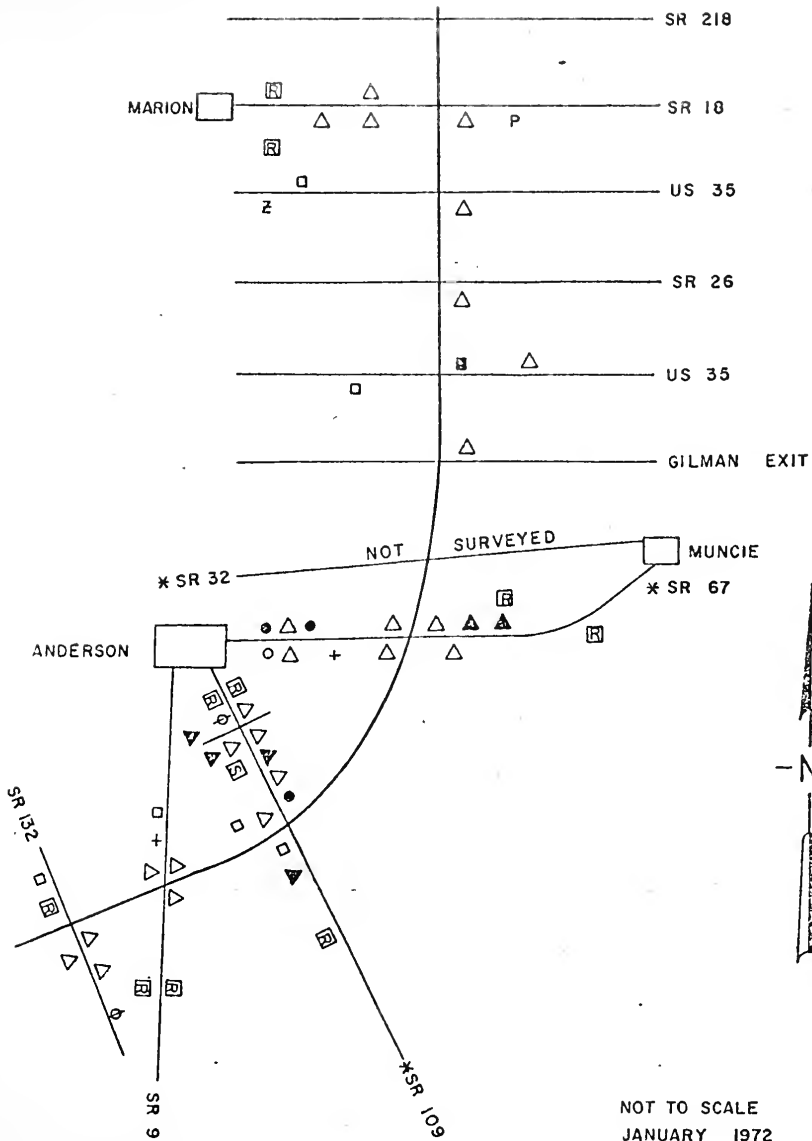 SR 218
R
MARION
SR 18
P
R
US 35
Z
SR 26
US 35
GILMAN EXIT
NOT SURVEYED
* SR 32
MUNCIE
* SR 67
R
R
ANDERSON
R
R
S
-N
SR 132
R
R
R
R
SR 9
*SR 109
NOT TO SCALE
JANUARY 1972